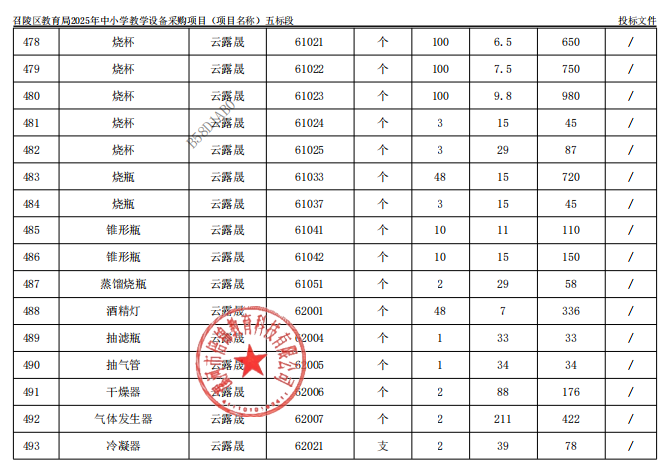 召陵区教育局2025年中小学教学设备采购项目（项目名称）五标段 投标文件
478 烧杯 云露晟 61021 个 100 6.5 650 /
479 烧杯 云露晟 61022 个 100 7.5 750 /
480 烧杯 云露晟 61023 个 100 9.8 980 /
481 烧杯 云露晟 61024 个 3 15 45 /
482 烧杯 云露晟 61025 个 3 29 87 /
483 烧瓶 云露晟 61033 个 48 15 720 /
484 烧瓶 云露晟 61037 个 3 15 45 /
485 锥形瓶 云露晟 61041 个 10 11 110 /
486 锥形瓶 云露晟 61042 个 10 15 150 /
487 蒸馏烧瓶 云露晟 61051 个 2 29 58 /
488 酒精灯 云露晟 62001 个 48 7 336 /
489 抽滤瓶 云露晟 62004 个 1 33 33 /
490 抽气管 云露晟 62005 个 1 34 34 /
491 干燥器 云露晟 62006 个 2 88 176 /
492 气体发生器 云露晟 62007 个 2 211 422 /
493 冷凝器 云露晟 62021 支 2 39 78 /
教育科技有限公司